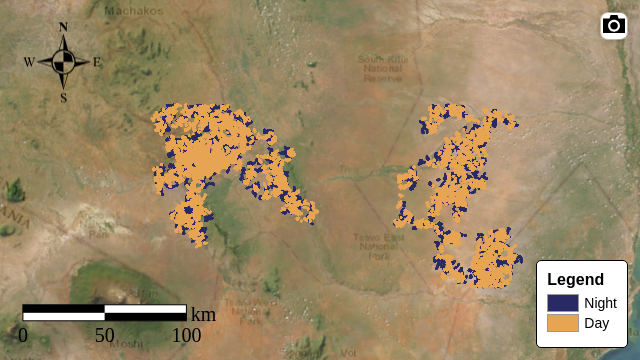 Machakos
N
W E
S
South Kitui
National
Reserve
ANIA
Tsavo East
National
Park
Tsavo West
National
Park
Legend
Night
Day
km
0 50 100
Moshi
Voi